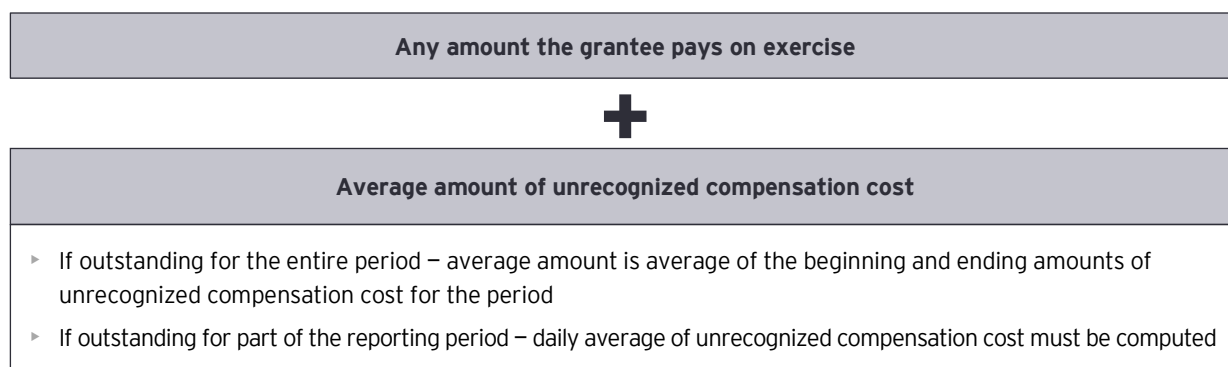 Any amount the grantee pays on exercise
+
Average amount of unrecognized compensation cost
► If outstanding for the entire period – average amount is average of the beginning and ending amounts of
unrecognized compensation cost for the period
► If outstanding for part of the reporting period – daily average of unrecognized compensation cost must be computed